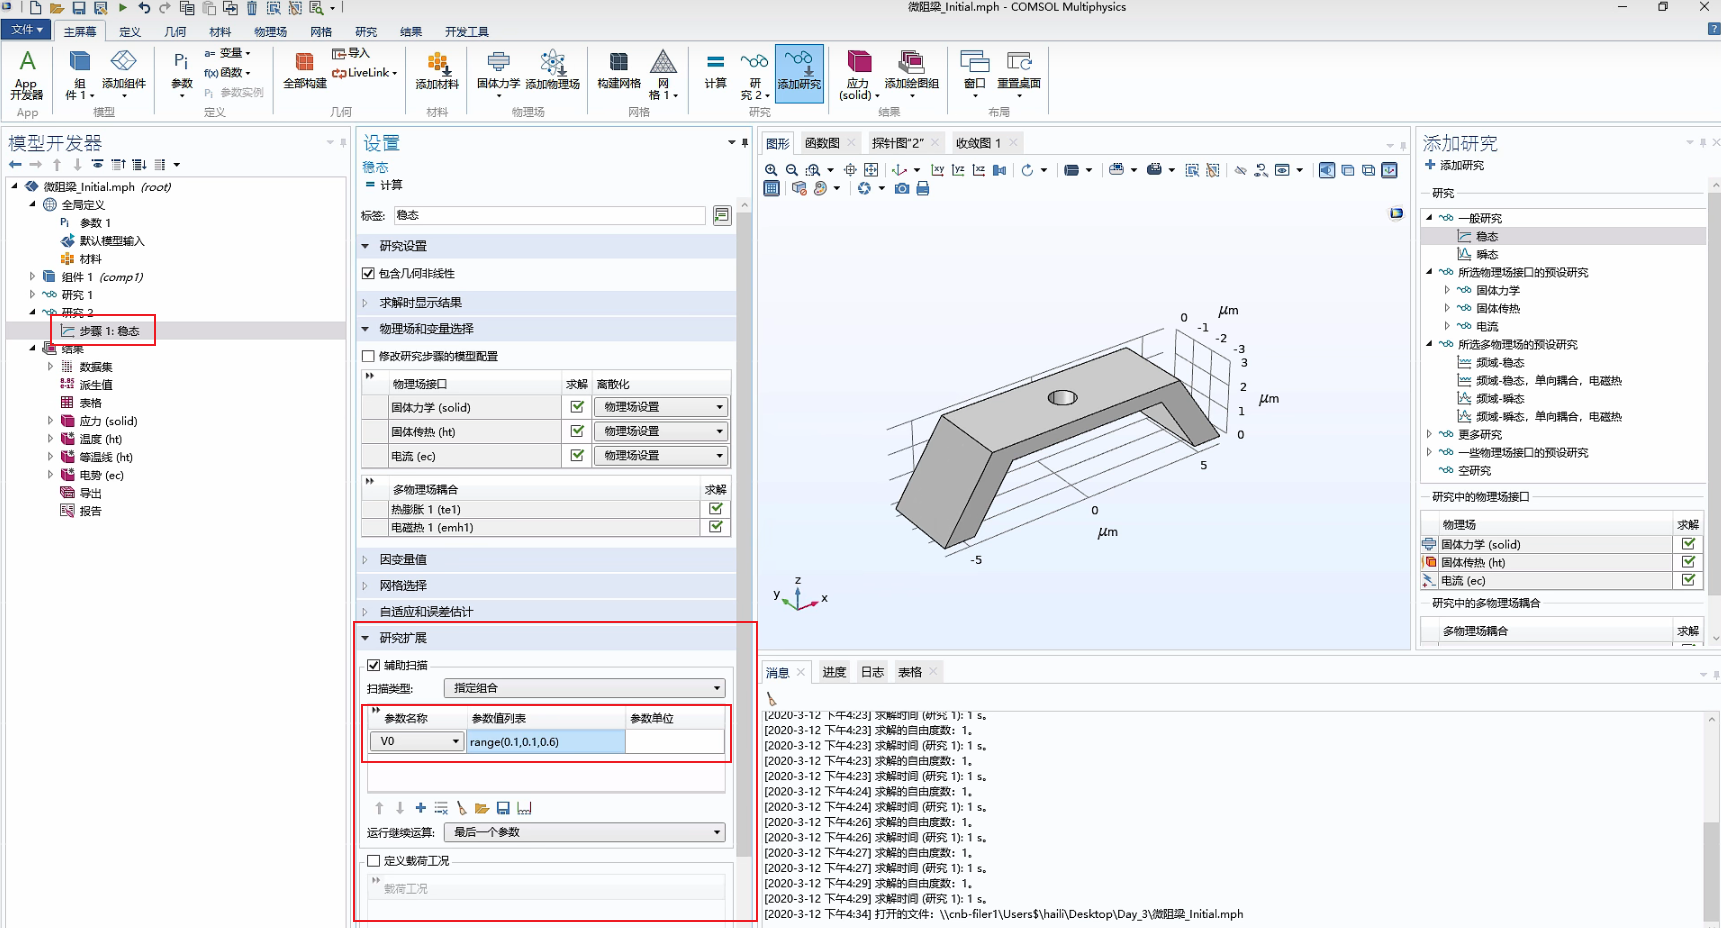 微阻梁_Initial.mph - COMSOL Multiphysics
文件 主屏幕 定义 几何 材料 物理场 网格 研究 结果 开发工具
App 开发器
组件 1
添加组件
参数
a= 变量
f(x) 函数
Pi 参数实例
全部构建
导入
LiveLink
添加材料
固体力学
添加物理场
构建网格
网格 1
计算
研究 2
添加研究
应力 (solid)
添加绘图组
窗口
重置桌面
App 模型 定义 几何 材料 物理场 网格 研究 结果 布局
模型开发器
微阻梁_Initial.mph (root)
全局定义
Pi 参数 1
默认模型输入
材料
组件 1 (comp1)
研究 1
研究 2
步骤 1: 稳态
结果
数据集
8.85 e-12 派生值
表格
应力 (solid)
温度 (ht)
等温线 (ht)
电势 (ec)
导出
报告
设置
稳态
= 计算
标签: 稳态
研究设置
包含几何非线性
求解时显示结果
物理场和变量选择
修改研究步骤的模型配置
物理场接口 求解 离散化
固体力学 (solid) 物理场设置
固体传热 (ht) 物理场设置
电流 (ec) 物理场设置
多物理场耦合 求解
热膨胀 1 (te1)
电磁热 1 (emh1)
因变量值
网格选择
自适应和误差估计
研究扩展
辅助扫描
扫描类型: 指定组合
参数名称 参数值列表 参数单位
V0 range(0.1,0.1,0.6)
运行继续运算: 最后一个参数
定义载荷工况
载荷工况
图形 函数图 探针图"2" 收敛图 1
xy yz xz
0 μm
-1
-2
-3
3
2
μm
1
0
5
0
μm
-5
z
y
x
消息 进度 日志 表格
[2020-3-12 下午4:23] 求解时间 (研究 1): 1 s。
[2020-3-12 下午4:23] 求解的自由度数: 1。
[2020-3-12 下午4:23] 求解时间 (研究 1): 1 s。
[2020-3-12 下午4:23] 求解的自由度数: 1。
[2020-3-12 下午4:23] 求解时间 (研究 1): 1 s。
[2020-3-12 下午4:24] 求解的自由度数: 1。
[2020-3-12 下午4:24] 求解时间 (研究 1): 1 s。
[2020-3-12 下午4:26] 求解的自由度数: 1。
[2020-3-12 下午4:26] 求解时间 (研究 1): 1 s。
[2020-3-12 下午4:27] 求解的自由度数: 1。
[2020-3-12 下午4:27] 求解时间 (研究 1): 1 s。
[2020-3-12 下午4:29] 求解的自由度数: 1。
[2020-3-12 下午4:29] 求解时间 (研究 1): 1 s。
[2020-3-12 下午4:34] 打开的文件: \\cnb-filer1\Users$\haili\Desktop\Day_3\微阻梁_Initial.mph
添加研究
+ 添加研究
研究
一般研究
稳态
瞬态
所选物理场接口的预设研究
固体力学
固体传热
电流
所选多物理场的预设研究
频域-稳态
频域-稳态，单向耦合，电磁热
频域-瞬态
频域-瞬态，单向耦合，电磁热
更多研究
一些物理场接口的预设研究
空研究
研究中的物理场接口
物理场 求解
固体力学 (solid)
固体传热 (ht)
电流 (ec)
研究中的多物理场耦合
多物理场耦合 求解